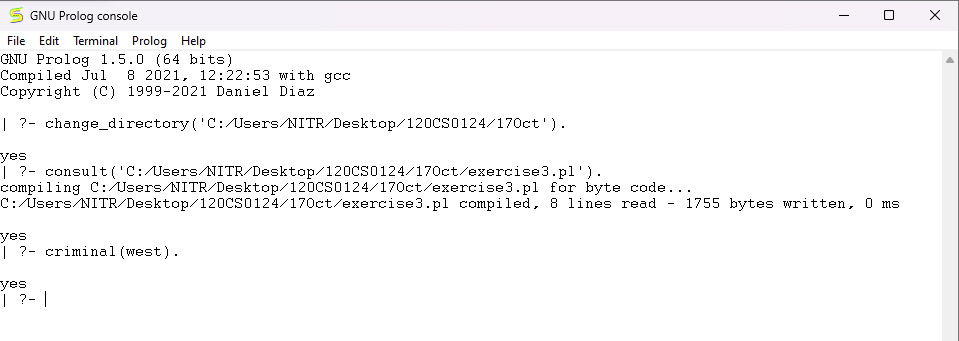 GNU Prolog console
File Edit Terminal Prolog Help
GNU Prolog 1.5.0 (64 bits)
Compiled Jul  8 2021, 12:22:53 with gcc
Copyright (C) 1999-2021 Daniel Diaz
| ?- change_directory('C:/Users/NITR/Desktop/120CS0124/17Oct').
yes
| ?- consult('C:/Users/NITR/Desktop/120CS0124/17Oct/exercise3.pl').
compiling C:/Users/NITR/Desktop/120CS0124/17Oct/exercise3.pl for byte code...
C:/Users/NITR/Desktop/120CS0124/17Oct/exercise3.pl compiled, 8 lines read - 1755 bytes written, 0 ms
yes
| ?- criminal(west).
yes
| ?-